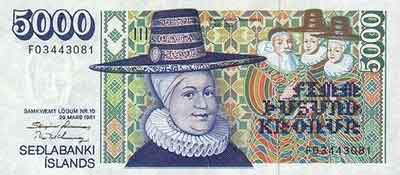 5000
F03443081
5000
SAMKVÆMT LÖGUM NR.10
29.MARS 1961
SEÐLABANKI
ÍSLANDS
FIMM
ÞÚSUND
KRÓNUR
F03443081